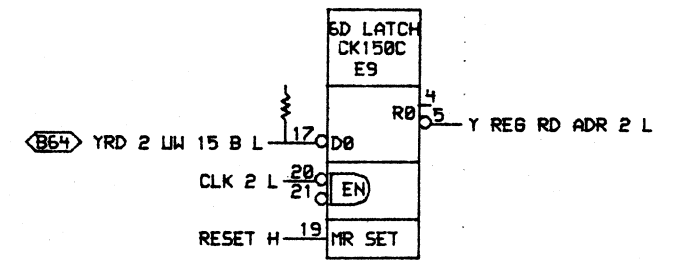 6D LATCH
CK150C
E9
R0 4
5 Y REG RD ADR 2 L
B64 YRD 2 UW 15 B L 17 D0
CLK 2 L 20 EN
21
RESET H 19 MR SET